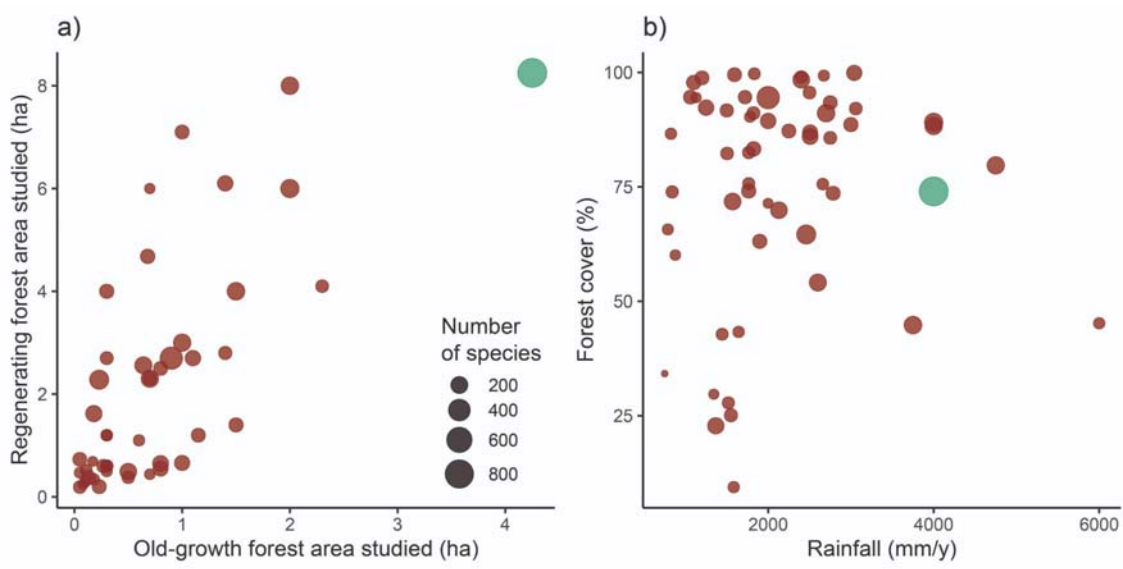 a)
Regenerating forest area studied (ha)
8
6
4
2
0
0 1 2 3 4
Old-growth forest area studied (ha)
Number
of species
200
400
600
800
b)
Forest cover (%)
100
75
50
25
2000 4000 6000
Rainfall (mm/y)